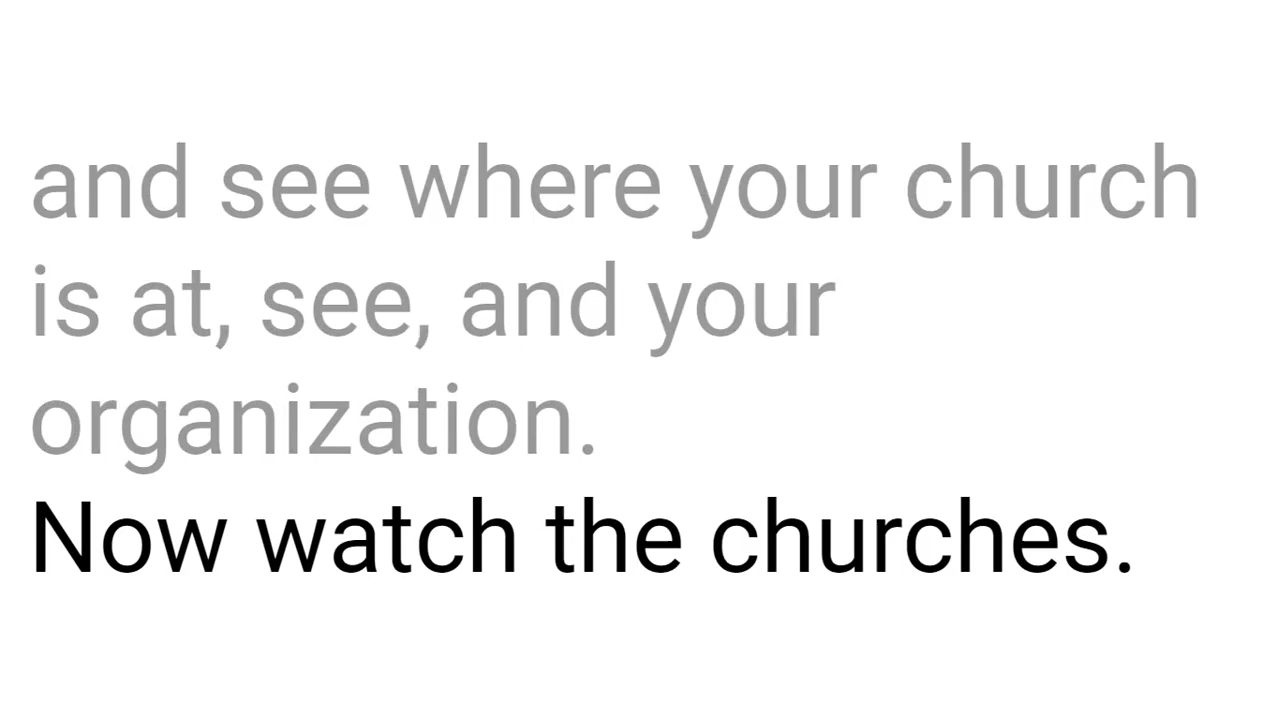 and see where your church
is at, see, and your
organization.
Now watch the churches.